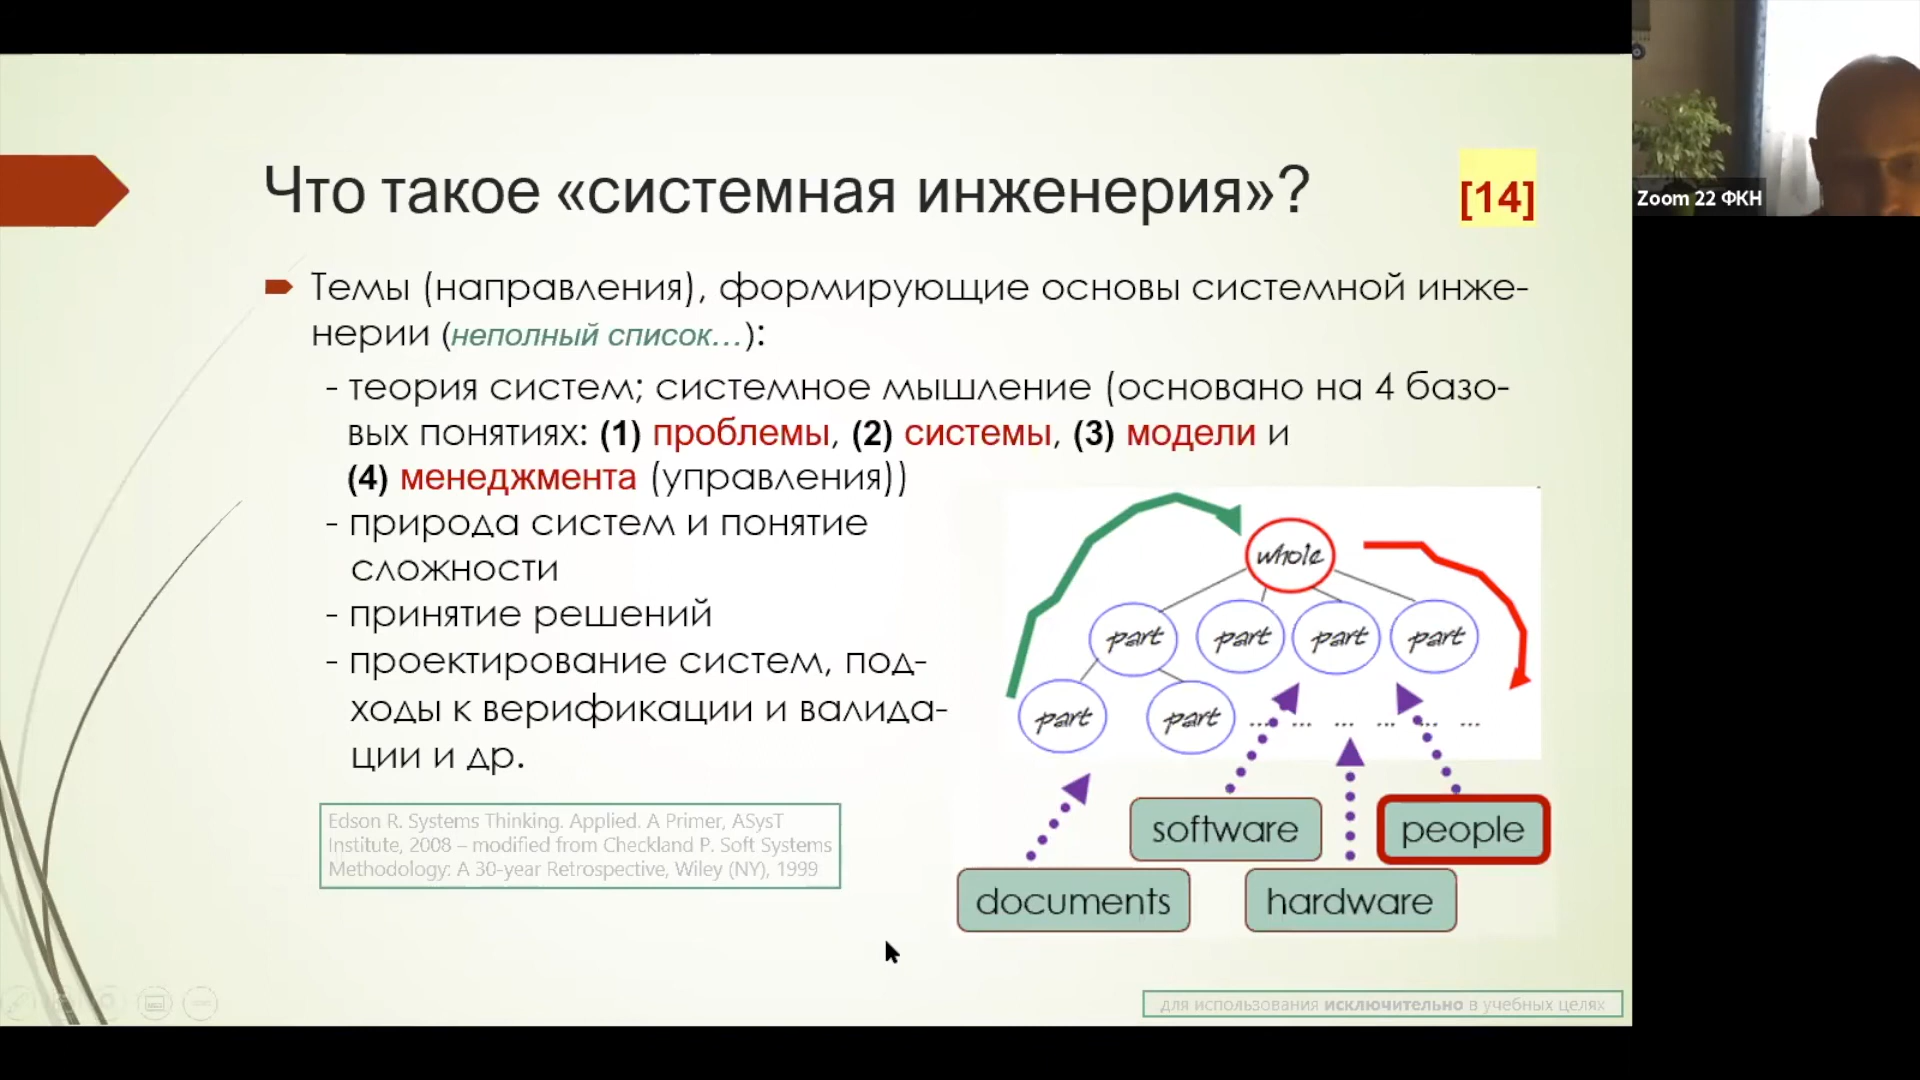 Что такое «системная инженерия»?
[14]
Zoom 22 ФКН
Темы (направления), формирующие основы системной инже-
нерии (неполный список...):
- теория систем; системное мышление (основано на 4 базо-
вых понятиях: (1) проблемы, (2) системы, (3) модели и
(4) менеджмента (управления))
- природа систем и понятие
сложности
- принятие решений
- проектирование систем, под-
ходы к верификации и валида-
ции и др.
whole
part part part part
part part ... ... ... ... ... ...
software people
documents hardware
Edson R. Systems Thinking. Applied. A Primer, ASysT
Institute, 2008 – modified from Checkland P. Soft Systems
Methodology: A 30-year Retrospective, Wiley (NY), 1999
для использования исключительно в учебных целях